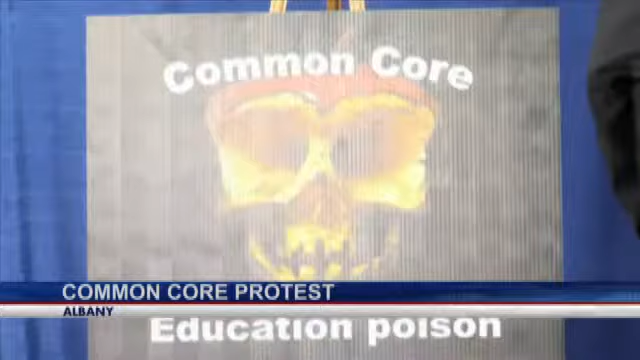 Common Core
COMMON CORE PROTEST
ALBANY
Education poison